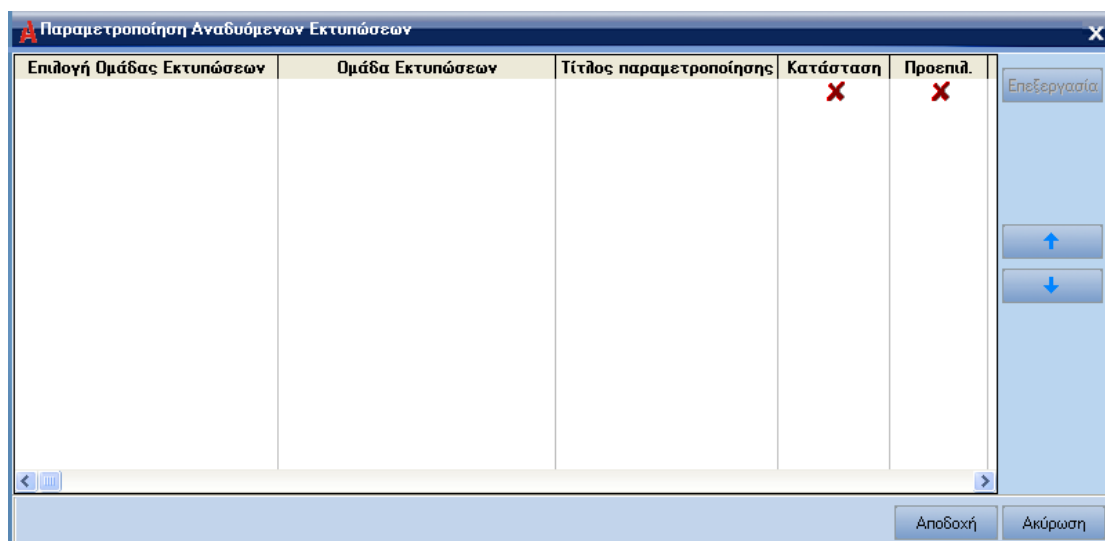 Παραμετροποίηση Αναδυόμενων Εκτυπώσεων
Επιλογή Ομάδας Εκτυπώσεων Ομάδα Εκτυπώσεων Τίτλος παραμετροποίησης Κατάσταση Προεπιλ.
Επεξεργασία
Αποδοχή Ακύρωση